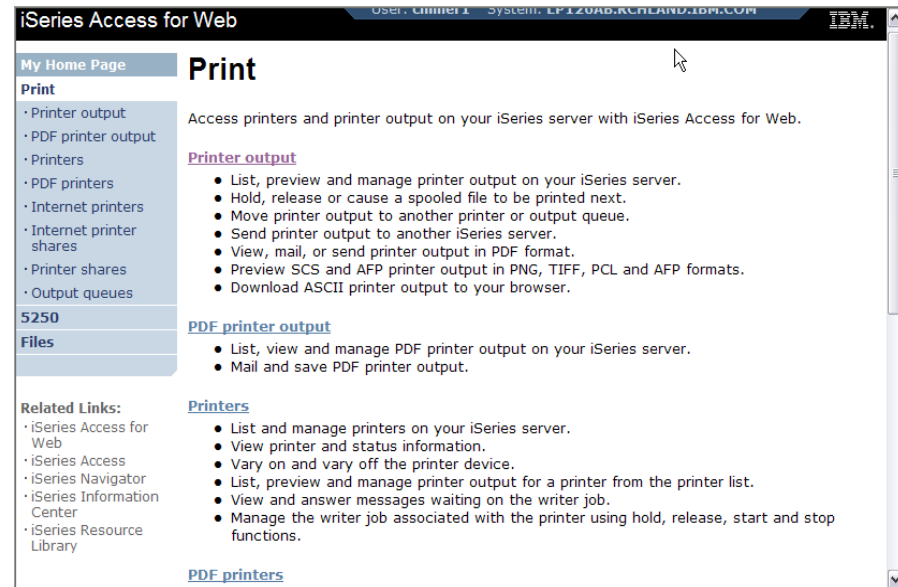 iSeries Access for Web
User: chiller1 System: LP126AB.RCHLAND.IBM.COM
IBM.
My Home Page
Print
· Printer output
· PDF printer output
· Printers
· PDF printers
· Internet printers
· Internet printer
shares
· Printer shares
· Output queues
5250
Files
Related Links:
· iSeries Access for
Web
· iSeries Access
· iSeries Navigator
· iSeries Information
Center
· iSeries Resource
Library
Print
Access printers and printer output on your iSeries server with iSeries Access for Web.
Printer output
● List, preview and manage printer output on your iSeries server.
● Hold, release or cause a spooled file to be printed next.
● Move printer output to another printer or output queue.
● Send printer output to another iSeries server.
● View, mail, or send printer output in PDF format.
● Preview SCS and AFP printer output in PNG, TIFF, PCL and AFP formats.
● Download ASCII printer output to your browser.
PDF printer output
● List, view and manage PDF printer output on your iSeries server.
● Mail and save PDF printer output.
Printers
● List and manage printers on your iSeries server.
● View printer and status information.
● Vary on and vary off the printer device.
● List, preview and manage printer output for a printer from the printer list.
● View and answer messages waiting on the writer job.
● Manage the writer job associated with the printer using hold, release, start and stop
functions.
PDF printers